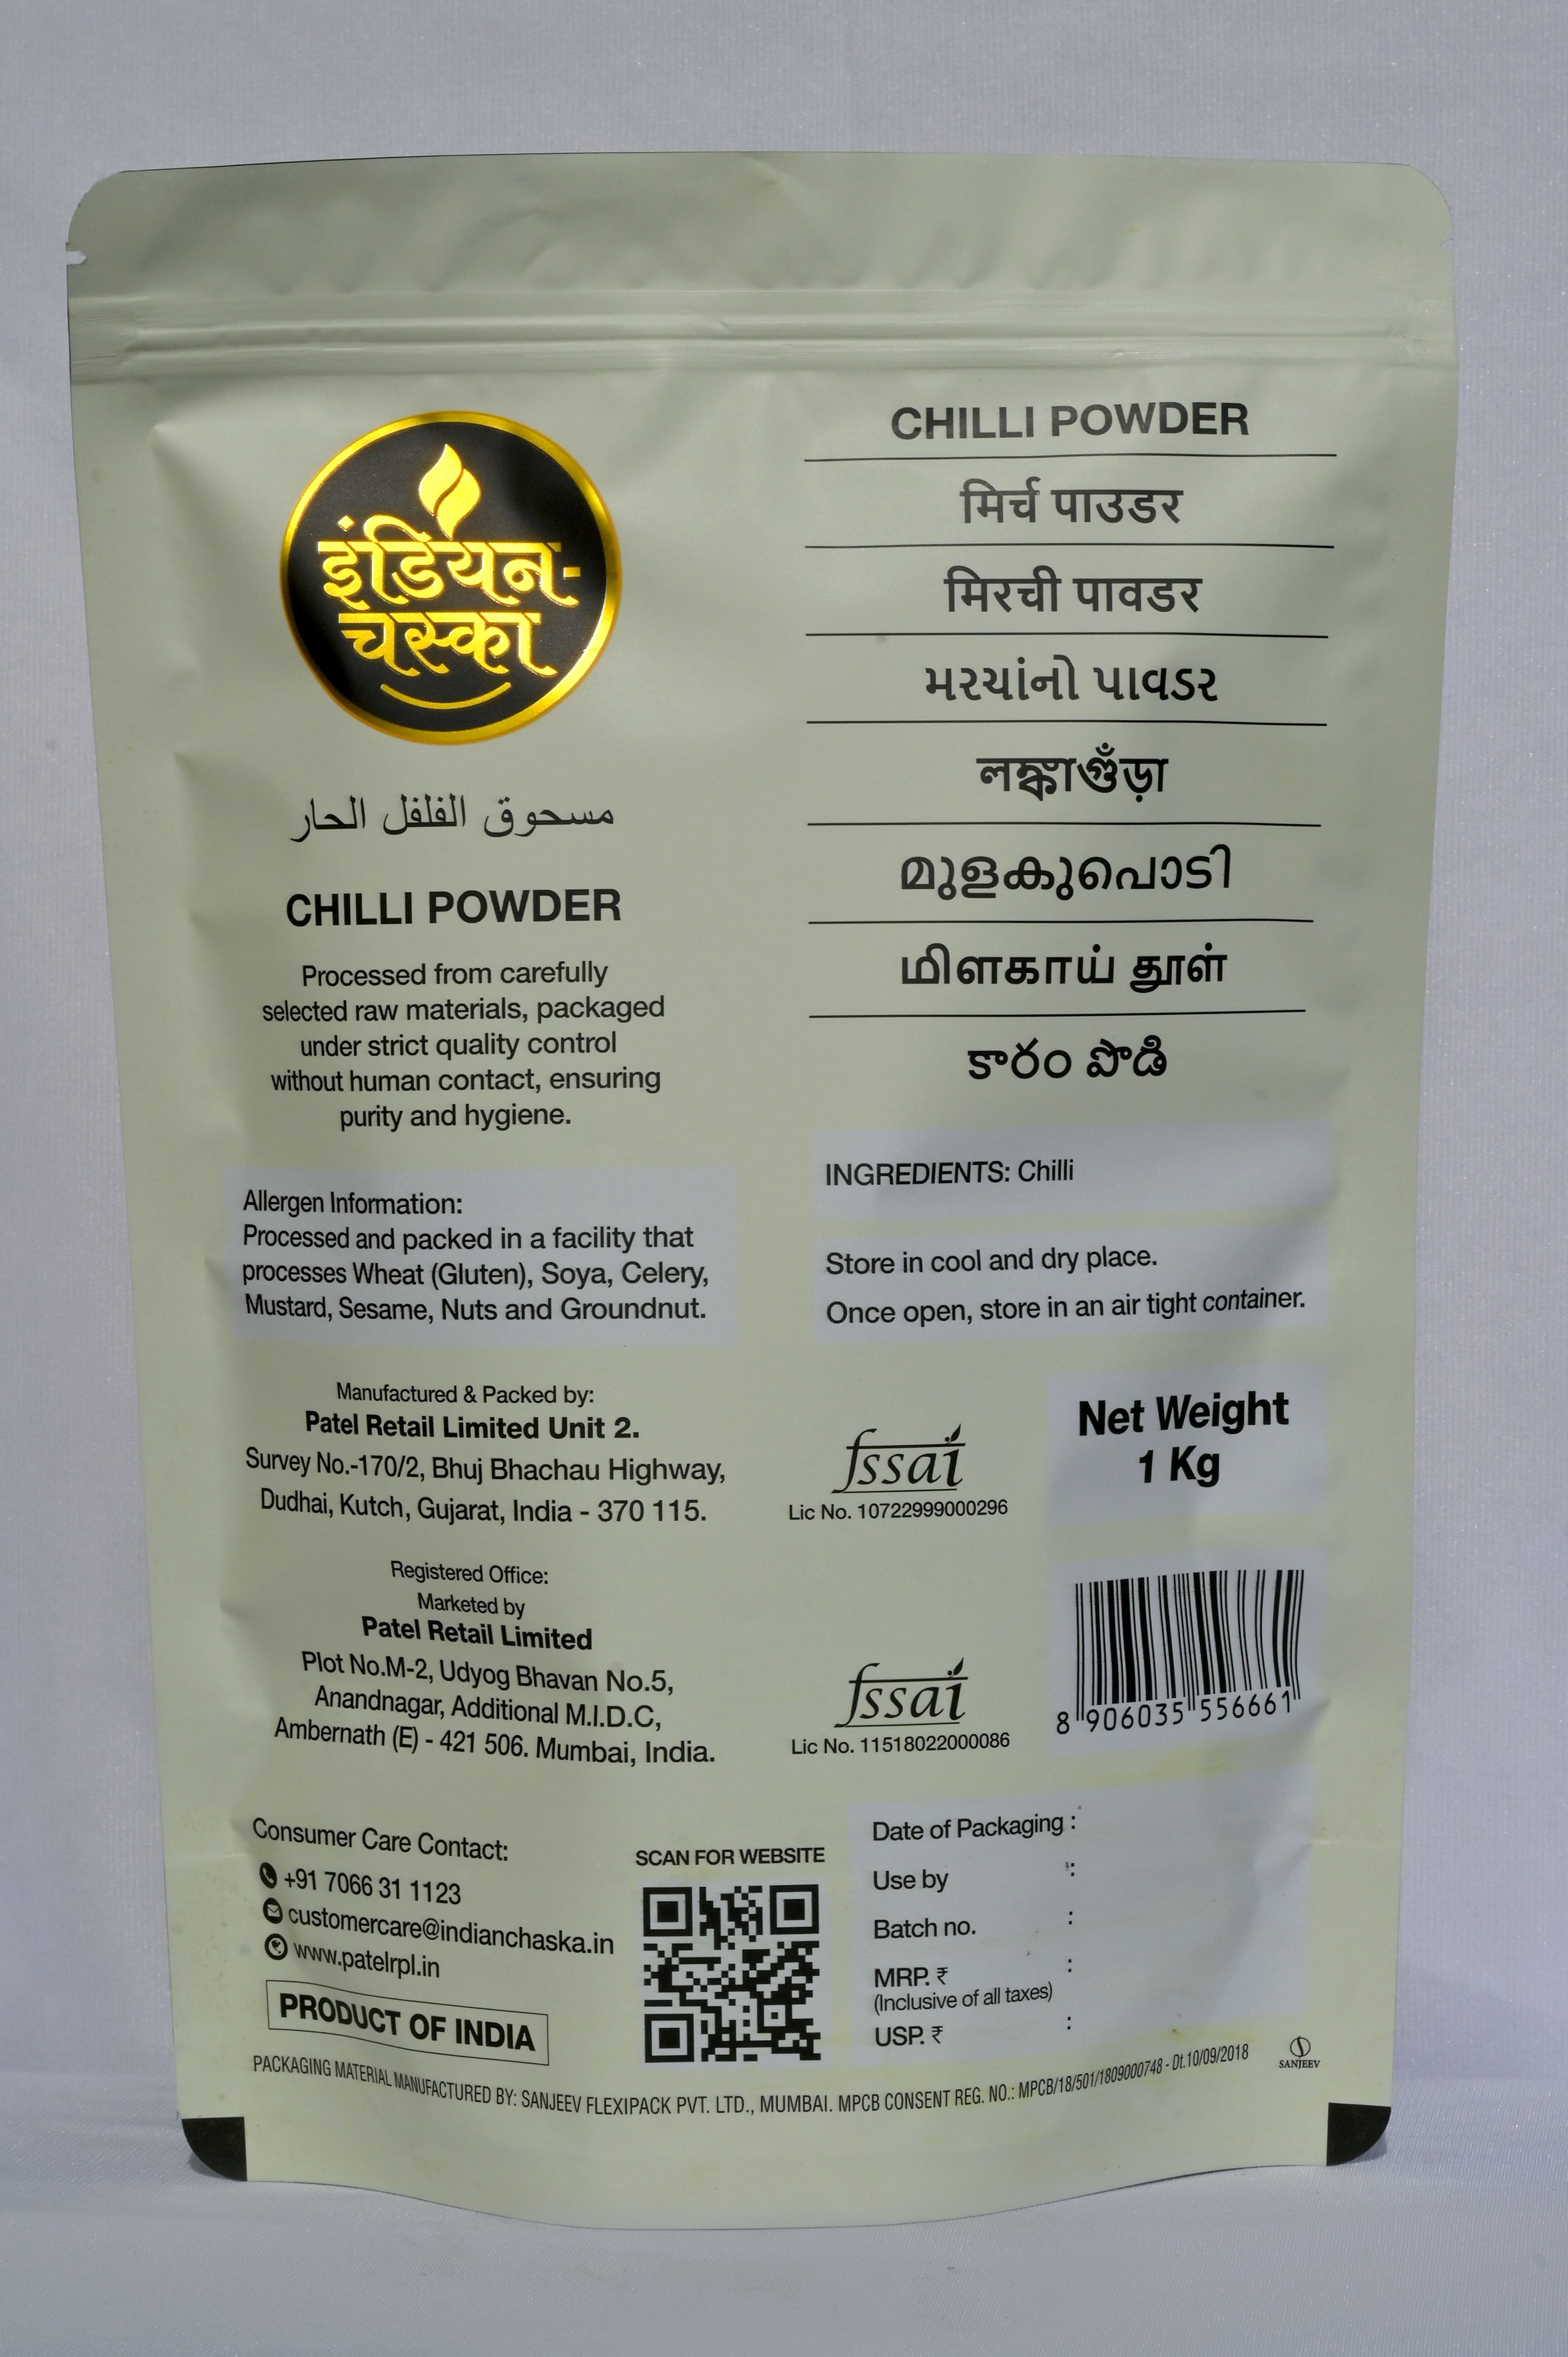 इंडियन-
चस्का
مسحوق الفلفل الحار
CHILLI POWDER
Processed from carefully
selected raw materials, packaged
under strict quality control
without human contact, ensuring
purity and hygiene.
Allergen Information:
Processed and packed in a facility that
processes Wheat (Gluten), Soya, Celery,
Mustard, Sesame, Nuts and Groundnut.
Manufactured & Packed by:
Patel Retail Limited Unit 2.
Survey No.-170/2, Bhuj Bhachau Highway,
Dudhai, Kutch, Gujarat, India - 370 115.
Registered Office:
Marketed by
Patel Retail Limited
Plot No.M-2, Udyog Bhavan No.5,
Anandnagar, Additional M.I.D.C,
Ambernath (E) - 421 506. Mumbai, India.
Consumer Care Contact:
+91 7066 31 1123
customercare@indianchaska.in
www.patelrpl.in
PRODUCT OF INDIA
CHILLI POWDER
मिर्च पाउडर
मिरची पावडर
મરચાંનો પાવડર
লঙ্কাগুঁড়া
മുളകുപൊടി
மிளகாய் தூள்
కారం పొడి
INGREDIENTS: Chilli
Store in cool and dry place.
Once open, store in an air tight container.
fssai
Lic No. 10722999000296
Net Weight
1 Kg
fssai
Lic No. 11518022000086
8 906035 556661
SCAN FOR WEBSITE
Date of Packaging :
Use by :
Batch no. :
MRP. ₹ :
(Inclusive of all taxes)
USP. ₹ :
PACKAGING MATERIAL MANUFACTURED BY: SANJEEV FLEXIPACK PVT. LTD., MUMBAI. MPCB CONSENT REG. NO.: MPCB/18/501/1809000748 - Dt.10/09/2018
SANJEEV